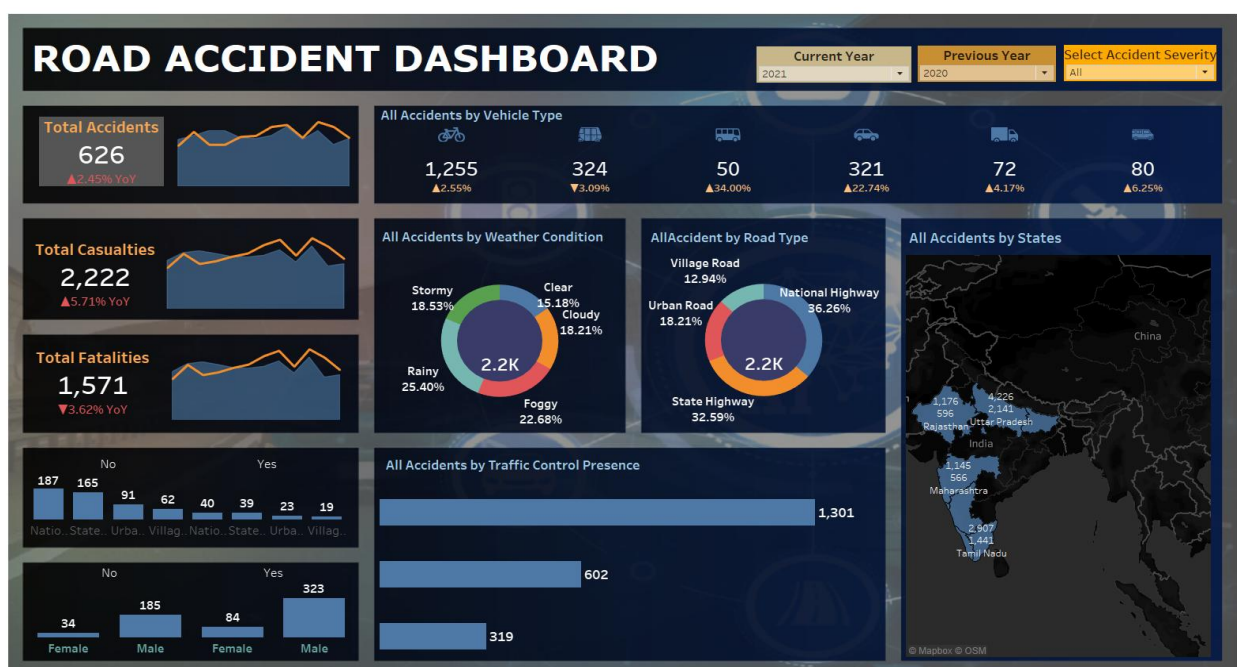 ROAD ACCIDENT DASHBOARD
Current Year
2021
Previous Year
2020
Select Accident Severity
All
Total Accidents
626
▲2.45% YoY
All Accidents by Vehicle Type
1,255
▲2.55%
324
▼3.09%
50
▲34.00%
321
▲22.74%
72
▲4.17%
80
▲6.25%
Total Casualties
2,222
▲5.71% YoY
Total Fatalities
1,571
▼3.62% YoY
All Accidents by Weather Condition
Stormy
18.53%
Clear
15.18%
Cloudy
18.21%
2.2K
Rainy
25.40%
Foggy
22.68%
AllAccident by Road Type
Village Road
12.94%
National Highway
36.26%
Urban Road
18.21%
2.2K
State Highway
32.59%
All Accidents by States
China
1,176
596
Rajasthan
4,226
2,141
Uttar Pradesh
India
1,145
566
Maharashtra
2,907
1,441
Tamil Nadu
© Mapbox © OSM
No Yes
187 165 91 62 40 39 23 19
Natio.. State.. Urba.. Villag.. Natio.. State.. Urba.. Villag..
All Accidents by Traffic Control Presence
1,301
602
319
No Yes
34 185 84 323
Female Male Female Male